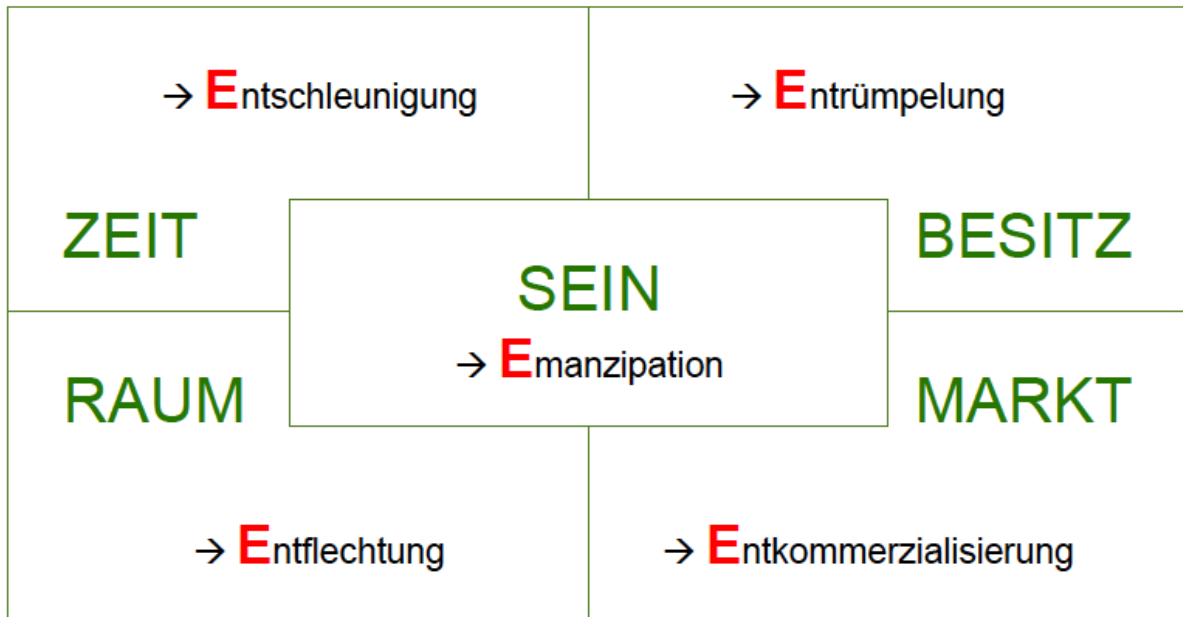 → Entschleunigung
ZEIT
→ Entrümpelung
BESITZ
SEIN
→ Emanzipation
RAUM
→ Entflechtung
MARKT
→ Entkommerzialisierung